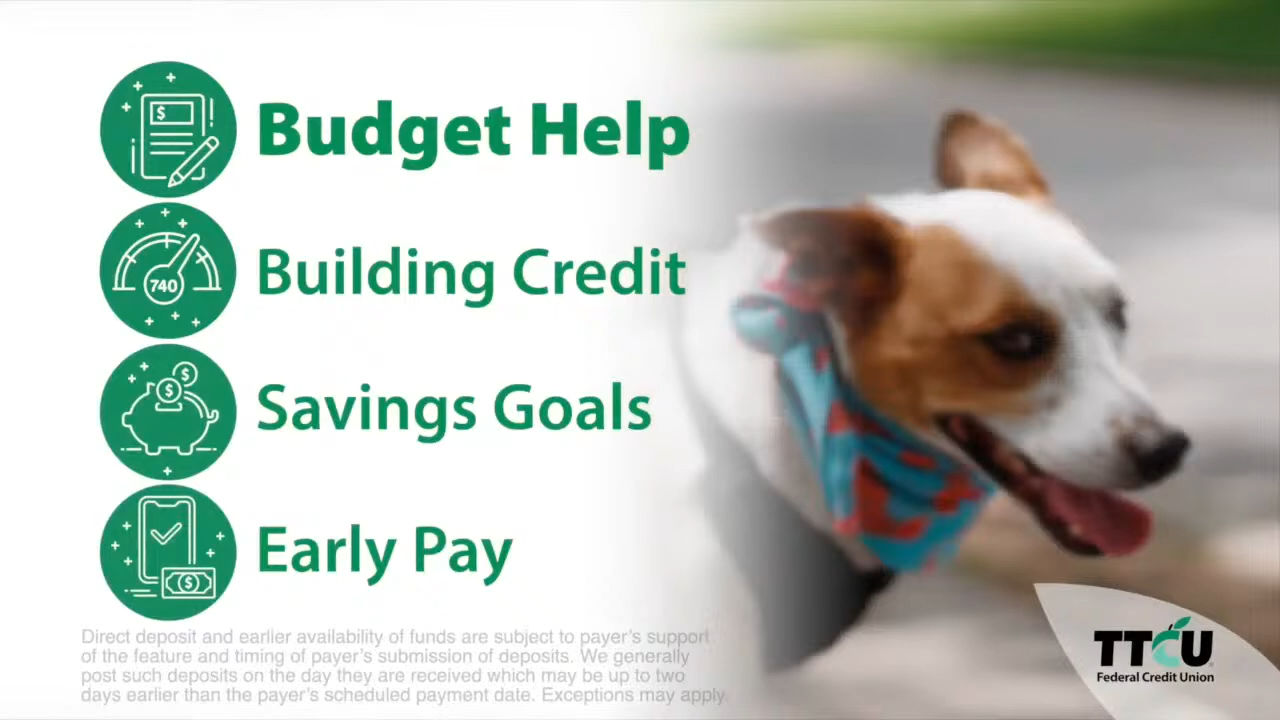 $
Budget Help
740
Building Credit
$
$
Savings Goals
$
Early Pay
Direct deposit and earlier availability of funds are subject to payer's support
of the feature and timing of payer's submission of deposits. We generally
post such deposits on the day they are received which may be up to two
days earlier than the payer's scheduled payment date. Exceptions may apply.
TTCU
Federal Credit Union